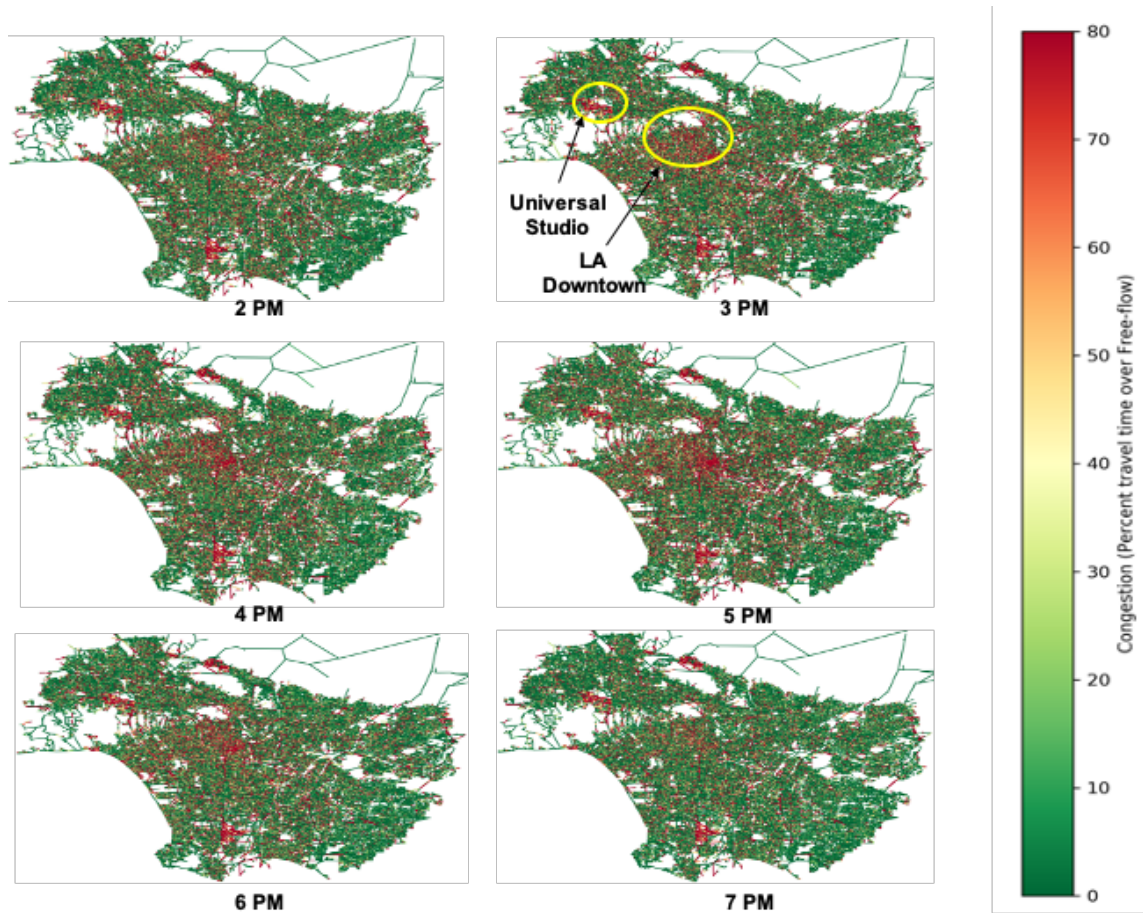 Universal
Studio
LA
Downtown
2 PM
3 PM
4 PM
5 PM
6 PM
7 PM
80
70
60
50
40
30
20
10
0
Congestion (Percent travel time over Free-flow)